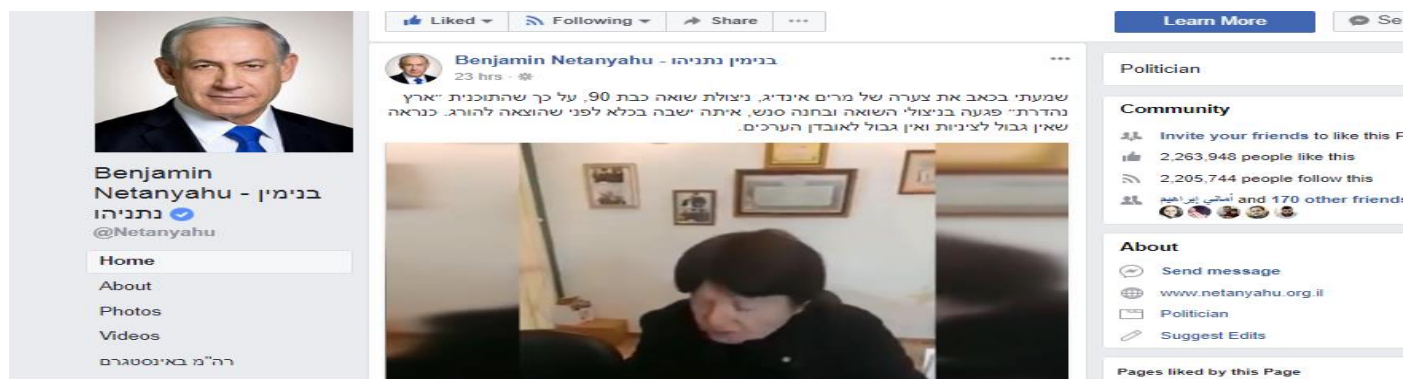 Liked Following Share
Learn More
Benjamin Netanyahu - בנימין נתניהו
23 hrs
שמעתי בכאב את צערה של מרים אינדיג, ניצולת שואה כבת 90, על כך שהתוכנית "ארץ
נהדרת" פגעה בניצולי השואה ובחנה סנש, איתה ישבה בכלא לפני שהוצאה להורג. כנראה
שאין גבול לציניות ואין גבול לאובדן הערכים.
Benjamin
Netanyahu - בנימין
נתניהו
@Netanyahu
Home
About
Photos
Videos
רה"מ באינסטגרם
Politician
Community
Invite your friends to like this
2,263,948 people like this
2,205,744 people follow this
أماني إبراهيم and 170 other friends
About
Send message
www.netanyahu.org.il
Politician
Suggest Edits
Pages liked by this Page